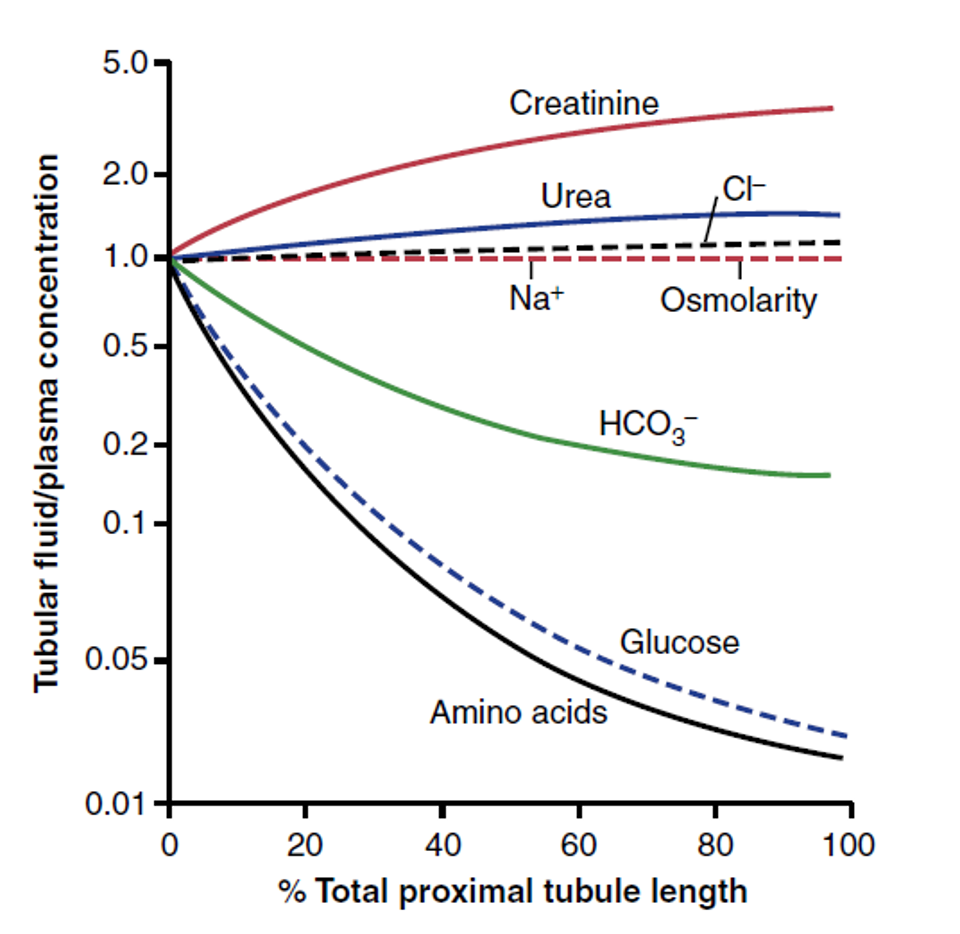 5.0
Creatinine
2.0
Cl⁻
Urea
1.0
Na⁺
Osmolarity
0.5
HCO₃⁻
0.2
0.1
Glucose
0.05
Amino acids
0.01
0 20 40 60 80 100
% Total proximal tubule length
Tubular fluid/plasma concentration